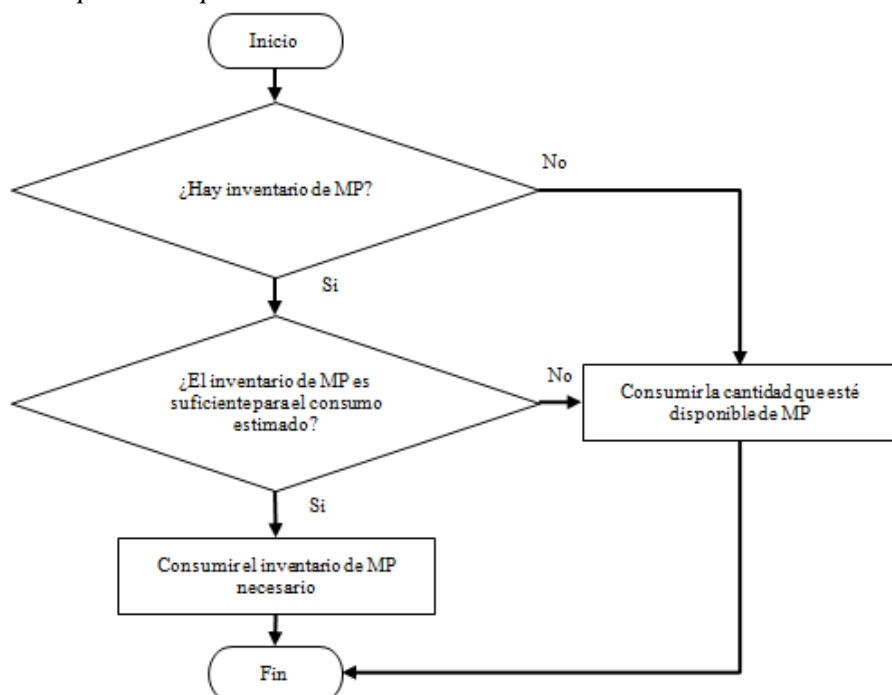 Inicio
¿Hay inventario de MP?
No
Si
¿El inventario de MP es
suficiente para el consumo
estimado?
No
Consumir la cantidad que esté
disponible de MP
Si
Consumir el inventario de MP
necesario
Fin